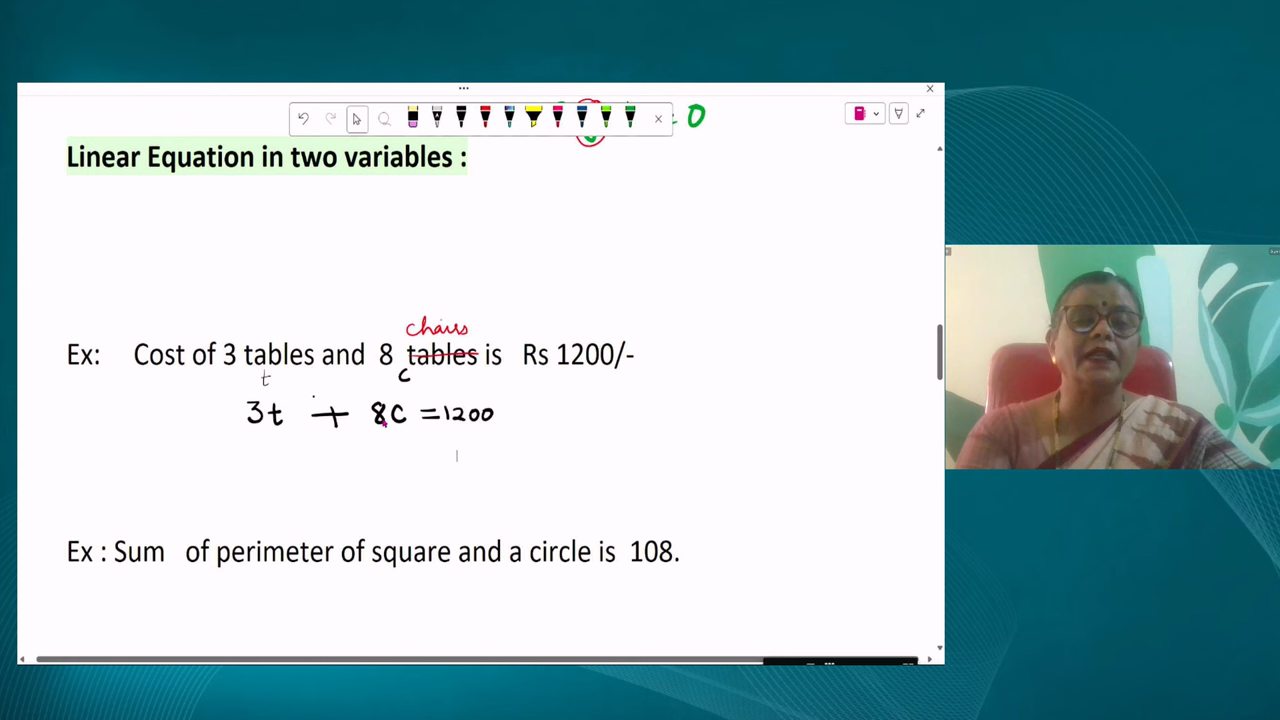 0
Linear Equation in two variables :
chairs
Ex: Cost of 3 tables and 8 tables is Rs 1200/-
t c
3t + 8c =1200
Ex : Sum of perimeter of square and a circle is 108.